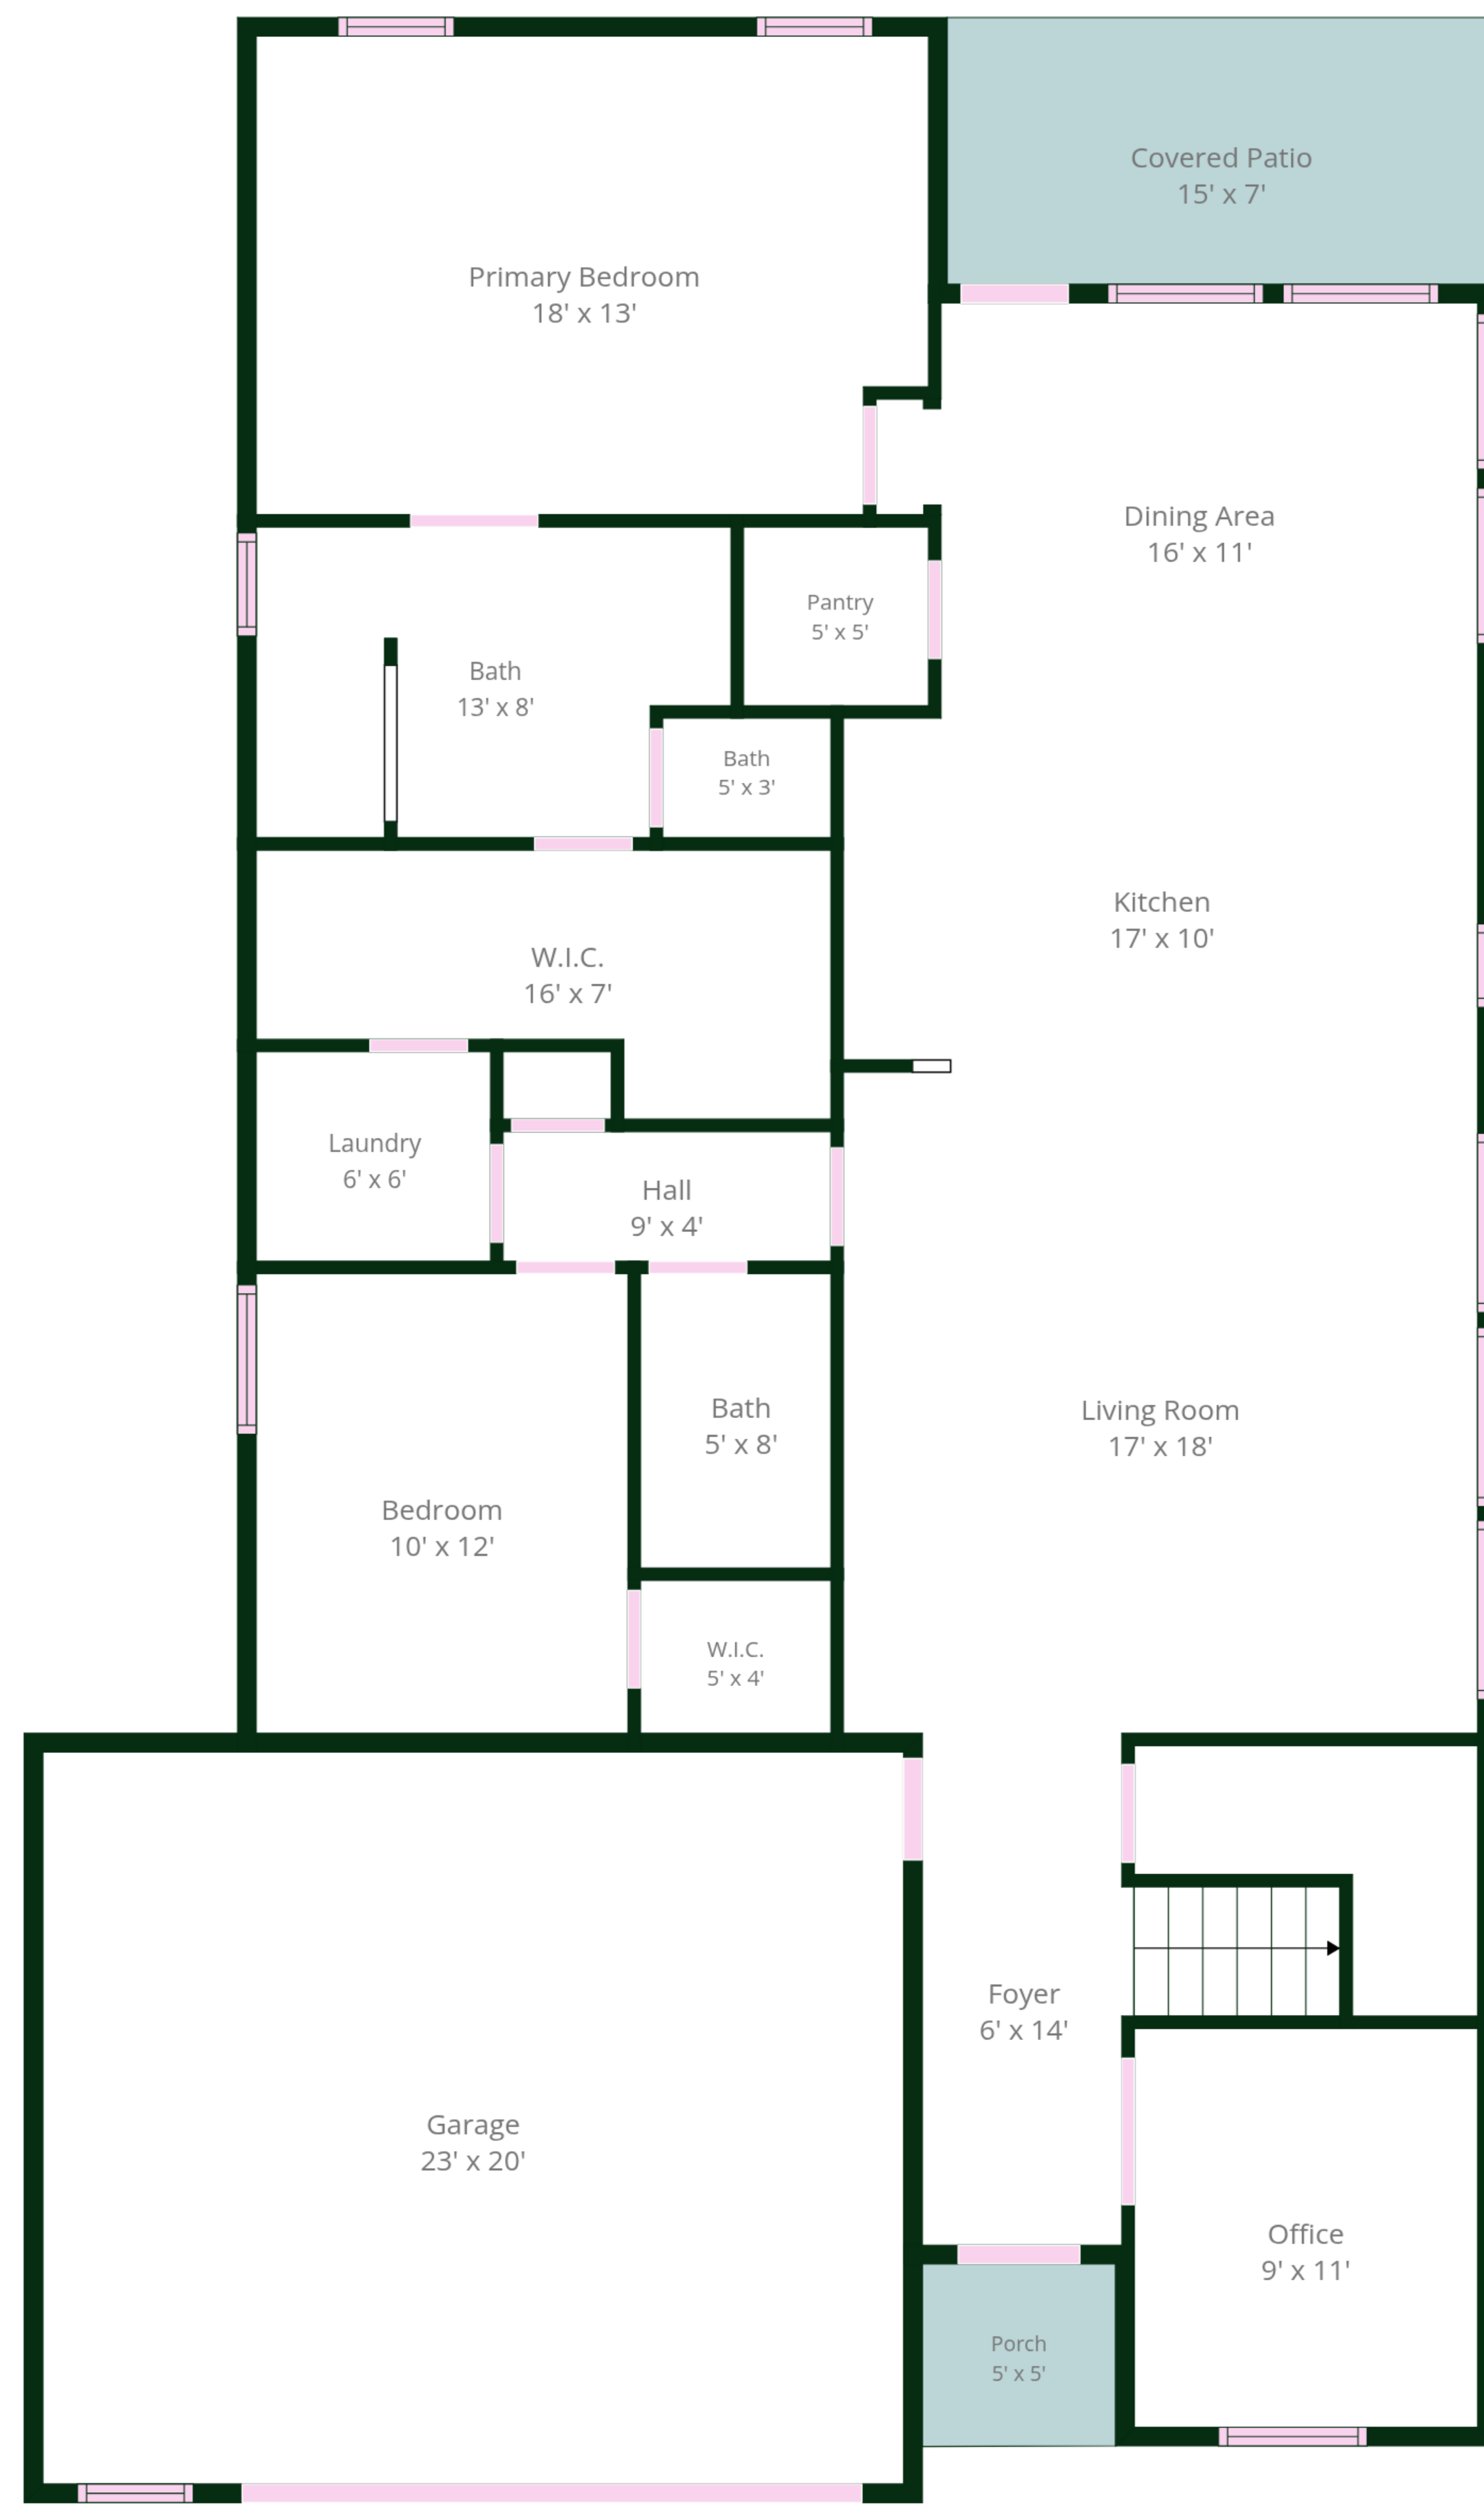 Covered Patio
15' x 7'
Primary Bedroom
18' x 13'
Dining Area
16' x 11'
Pantry
5' x 5'
Bath
13' x 8'
Bath
5' x 3'
Kitchen
17' x 10'
W.I.C.
16' x 7'
Laundry
6' x 6'
Hall
9' x 4'
Bath
5' x 8'
Living Room
17' x 18'
Bedroom
10' x 12'
W.I.C.
5' x 4'
Foyer
6' x 14'
Garage
23' x 20'
Office
9' x 11'
Porch
5' x 5'